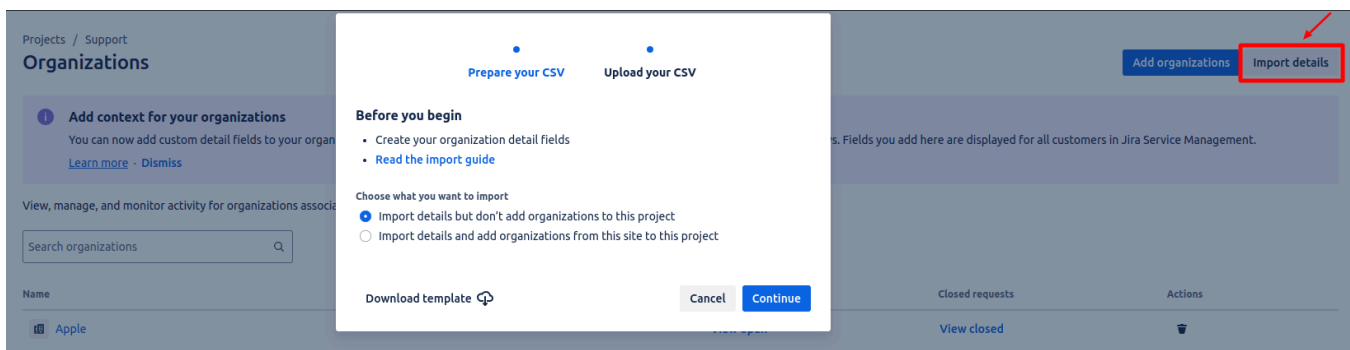 Projects / Support
Organizations
Add organizations
Import details
Add context for your organizations
You can now add custom detail fields to your organ
s. Fields you add here are displayed for all customers in Jira Service Management.
Learn more · Dismiss
View, manage, and monitor activity for organizations associa
Search organizations
Name
Closed requests
Actions
Apple
View closed
Prepare your CSV
Upload your CSV
Before you begin
• Create your organization detail fields
• Read the import guide
Choose what you want to import
Import details but don't add organizations to this project
Import details and add organizations from this site to this project
Download template
Cancel
Continue